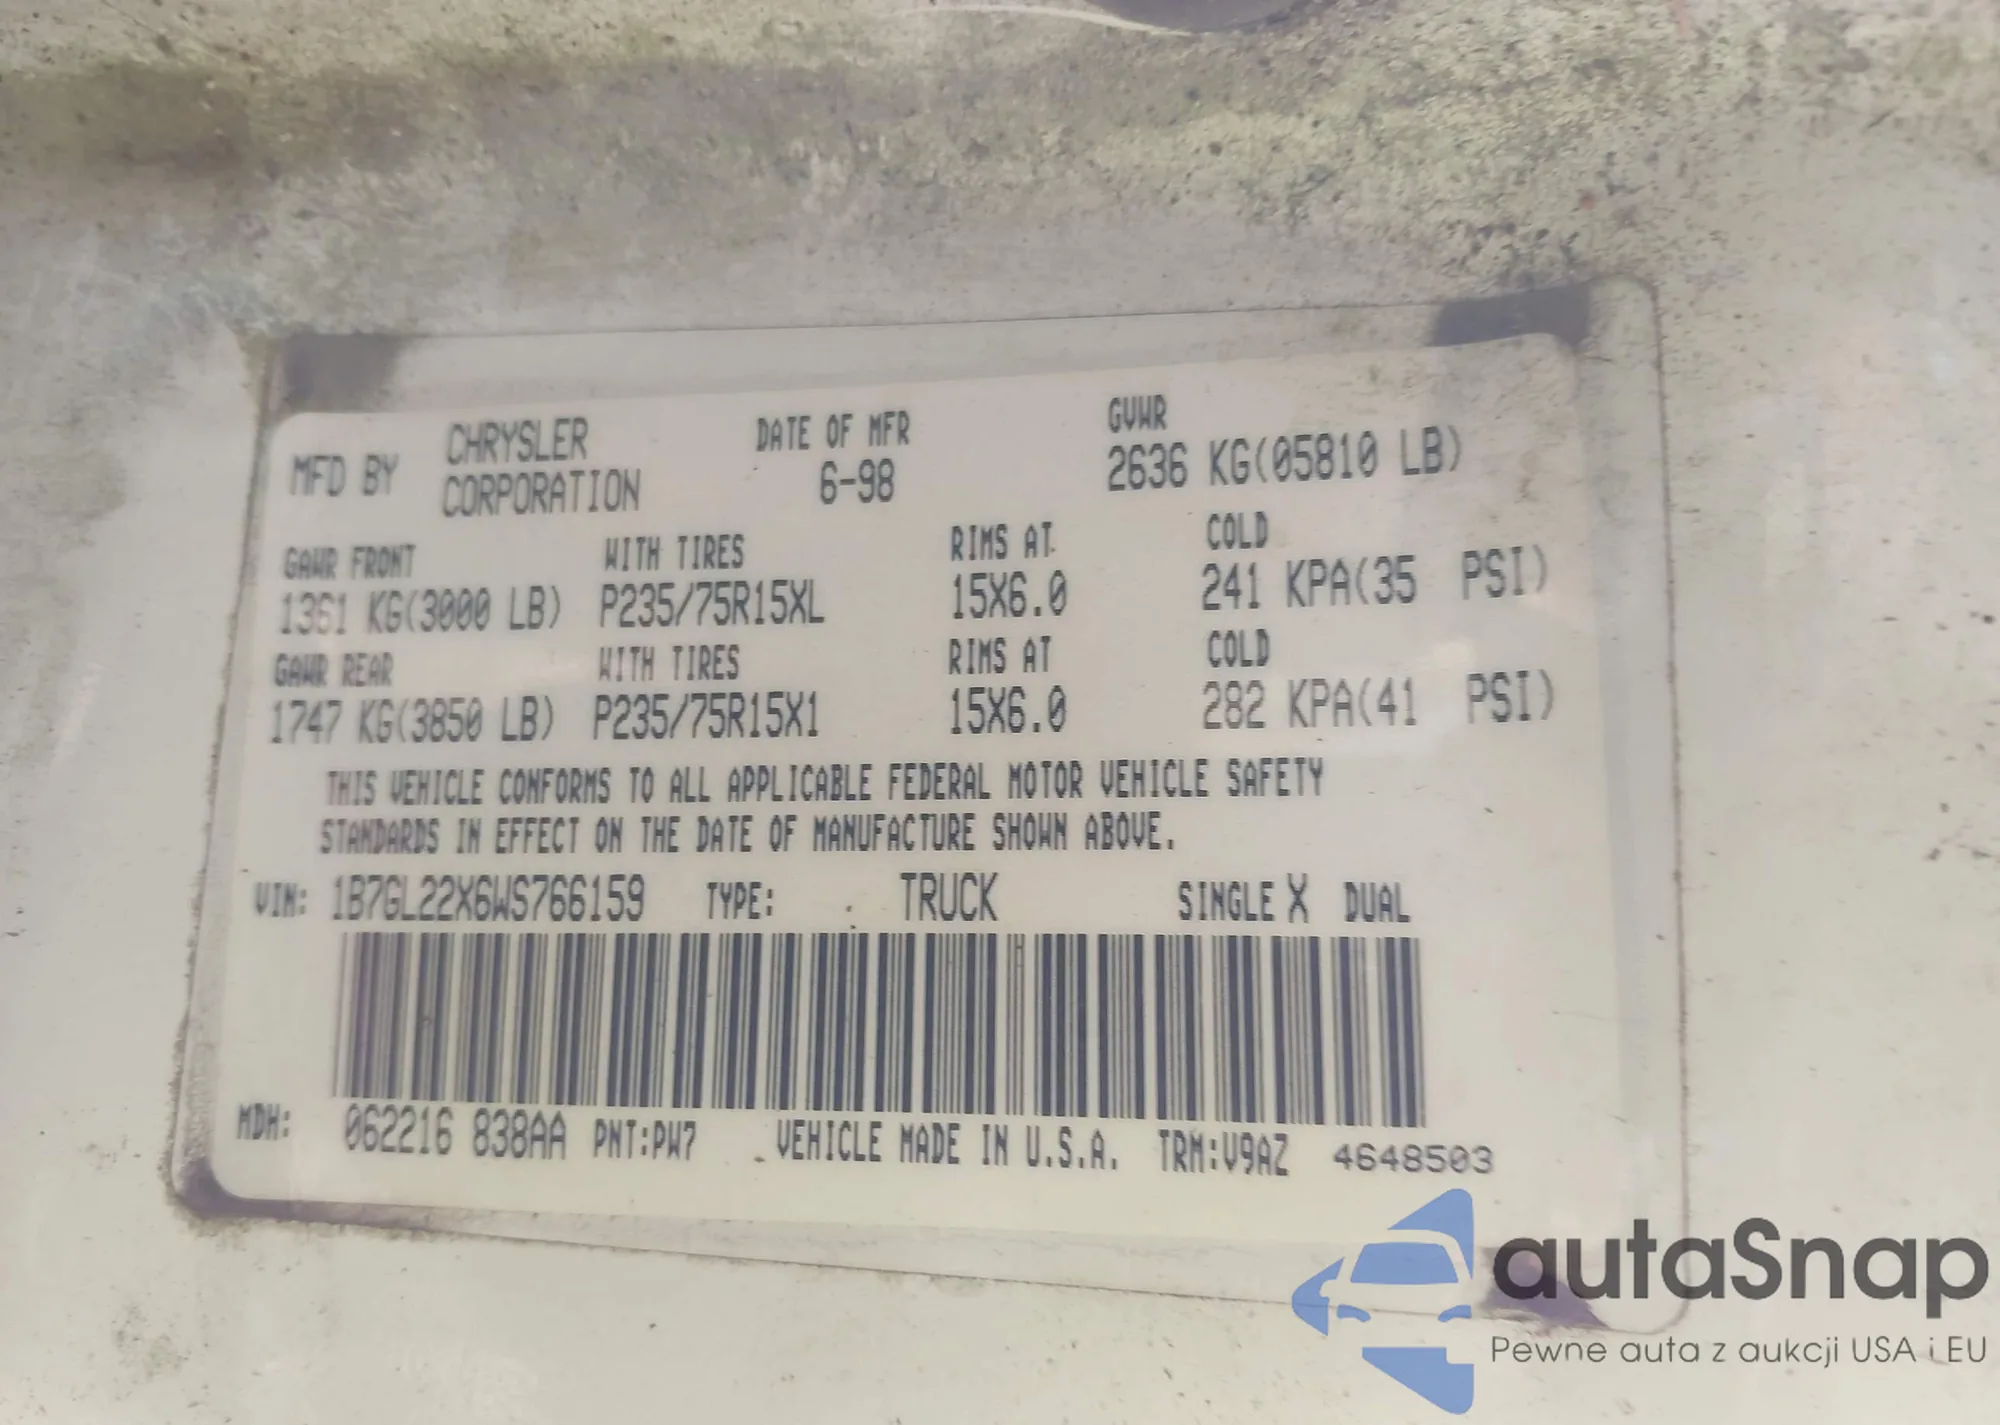 MFD BY CHRYSLER CORPORATION DATE OF MFR 6-98 GVWR 2636 KG(05810 LB)
GAWR FRONT WITH TIRES RIMS AT COLD
1361 KG(3000 LB) P235/75R15XL 15X6.0 241 KPA(35 PSI)
GAWR REAR WITH TIRES RIMS AT COLD
1747 KG(3850 LB) P235/75R15X1 15X6.0 282 KPA(41 PSI)
THIS VEHICLE CONFORMS TO ALL APPLICABLE FEDERAL MOTOR VEHICLE SAFETY
STANDARDS IN EFFECT ON THE DATE OF MANUFACTURE SHOWN ABOVE.
VIN: 1B7GL22X6WS766159 TYPE: TRUCK SINGLE X DUAL
MDH: 062216 838AA PNT:PW7 VEHICLE MADE IN U.S.A. TRM:V9AZ 4648503
autaSnap
Pewne auta z aukcji USA i EU